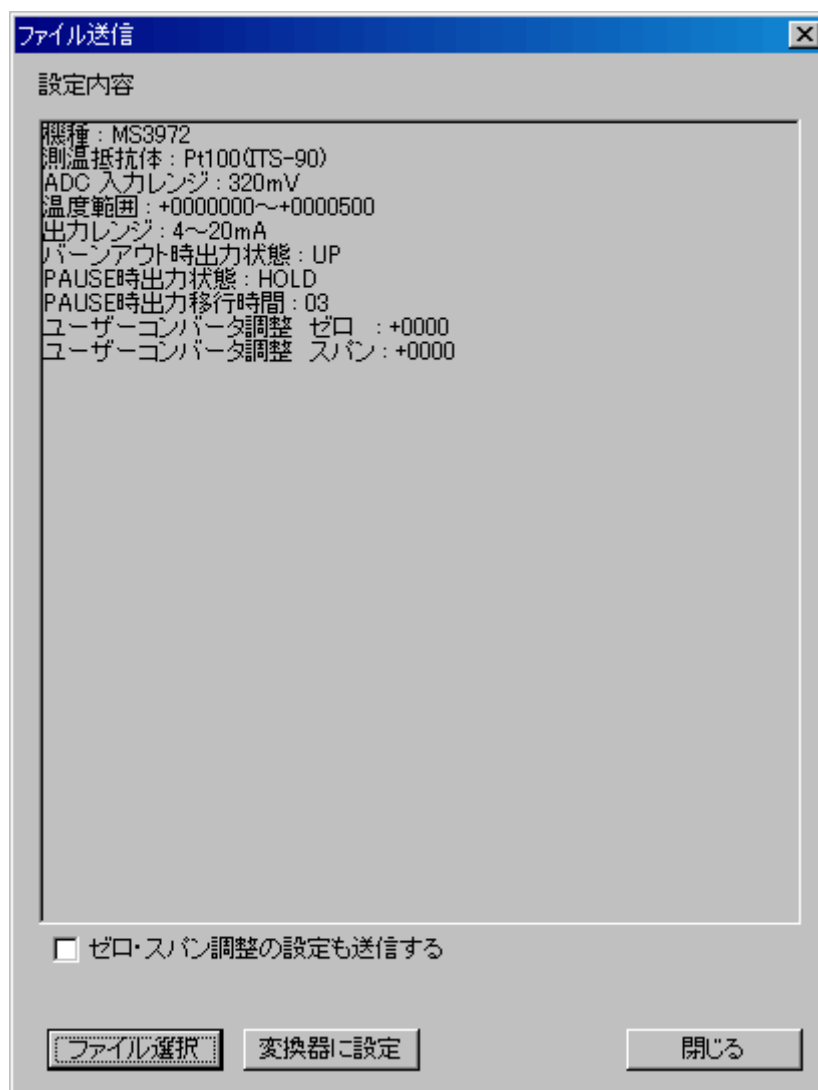 ファイル送信
設定内容
機種 : MS3972
測温抵抗体 : Pt100(ITS-90)
ADC 入力レンジ : 320mV
温度範囲 : +0000000～+0000500
出力レンジ : 4～20mA
バーンアウト時出力状態 : UP
PAUSE時出力状態 : HOLD
PAUSE時出力移行時間 : 03
ユーザーコンバータ調整 ゼロ : +0000
ユーザーコンバータ調整 スパン : +0000
ゼロ・スパン調整の設定も送信する
ファイル選択 変換器に設定 閉じる